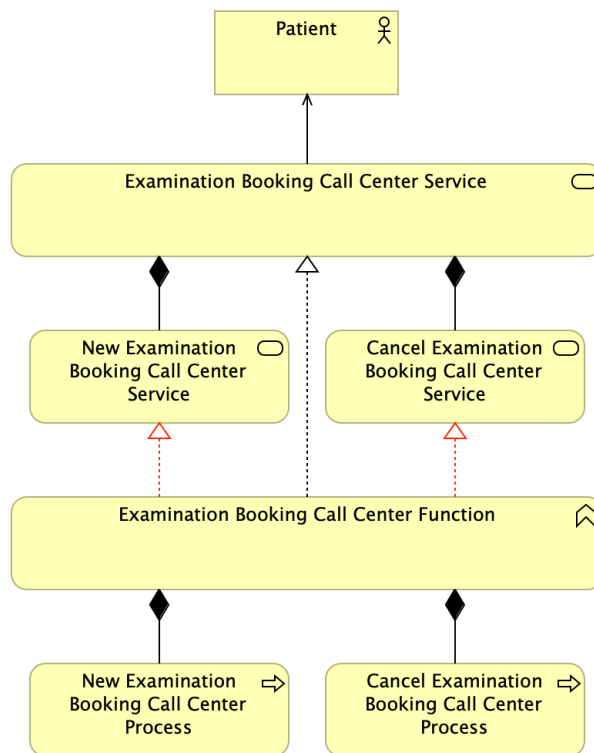 Patient
Examination Booking Call Center Service
New Examination
Booking Call Center
Service
Cancel Examination
Booking Call Center
Service
Examination Booking Call Center Function
New Examination
Booking Call Center
Process
Cancel Examination
Booking Call Center
Process